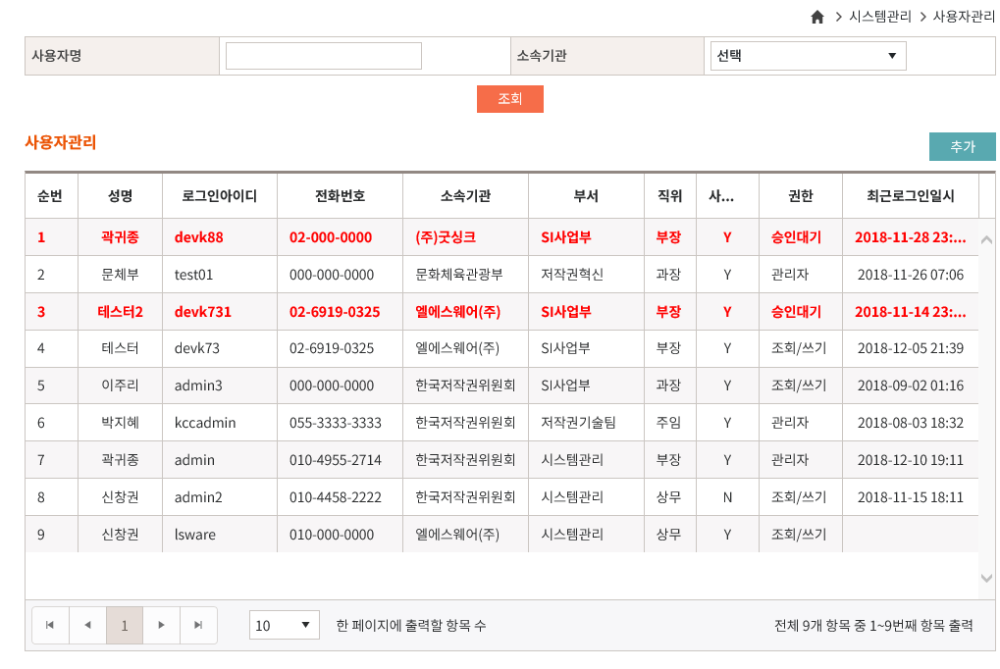 시스템관리 > 사용자관리
사용자명 소속기관 선택
조회
사용자관리
추가
순번 성명 로그인아이디 전화번호 소속기관 부서 직위 사... 권한 최근로그인일시
1 곽귀종 devk88 02-000-0000 (주)굿싱크 SI사업부 부장 Y 승인대기 2018-11-28 23:...
2 문체부 test01 000-000-0000 문화체육관광부 저작권혁신 과장 Y 관리자 2018-11-26 07:06
3 테스터2 devk731 02-6919-0325 엘에스웨어(주) SI사업부 부장 Y 승인대기 2018-11-14 23:...
4 테스터 devk73 02-6919-0325 엘에스웨어(주) SI사업부 부장 Y 조회/쓰기 2018-12-05 21:39
5 이주리 admin3 000-000-0000 한국저작권위원회 SI사업부 과장 Y 조회/쓰기 2018-09-02 01:16
6 박지혜 kccadmin 055-3333-3333 한국저작권위원회 저작권기술팀 주임 Y 관리자 2018-08-03 18:32
7 곽귀종 admin 010-4955-2714 한국저작권위원회 시스템관리 부장 Y 관리자 2018-12-10 19:11
8 신창권 admin2 010-4458-2222 한국저작권위원회 시스템관리 상무 N 조회/쓰기 2018-11-15 18:11
9 신창권 lsware 010-000-0000 엘에스웨어(주) 시스템관리 상무 Y 조회/쓰기
1 10 한 페이지에 출력할 항목 수 전체 9개 항목 중 1~9번째 항목 출력